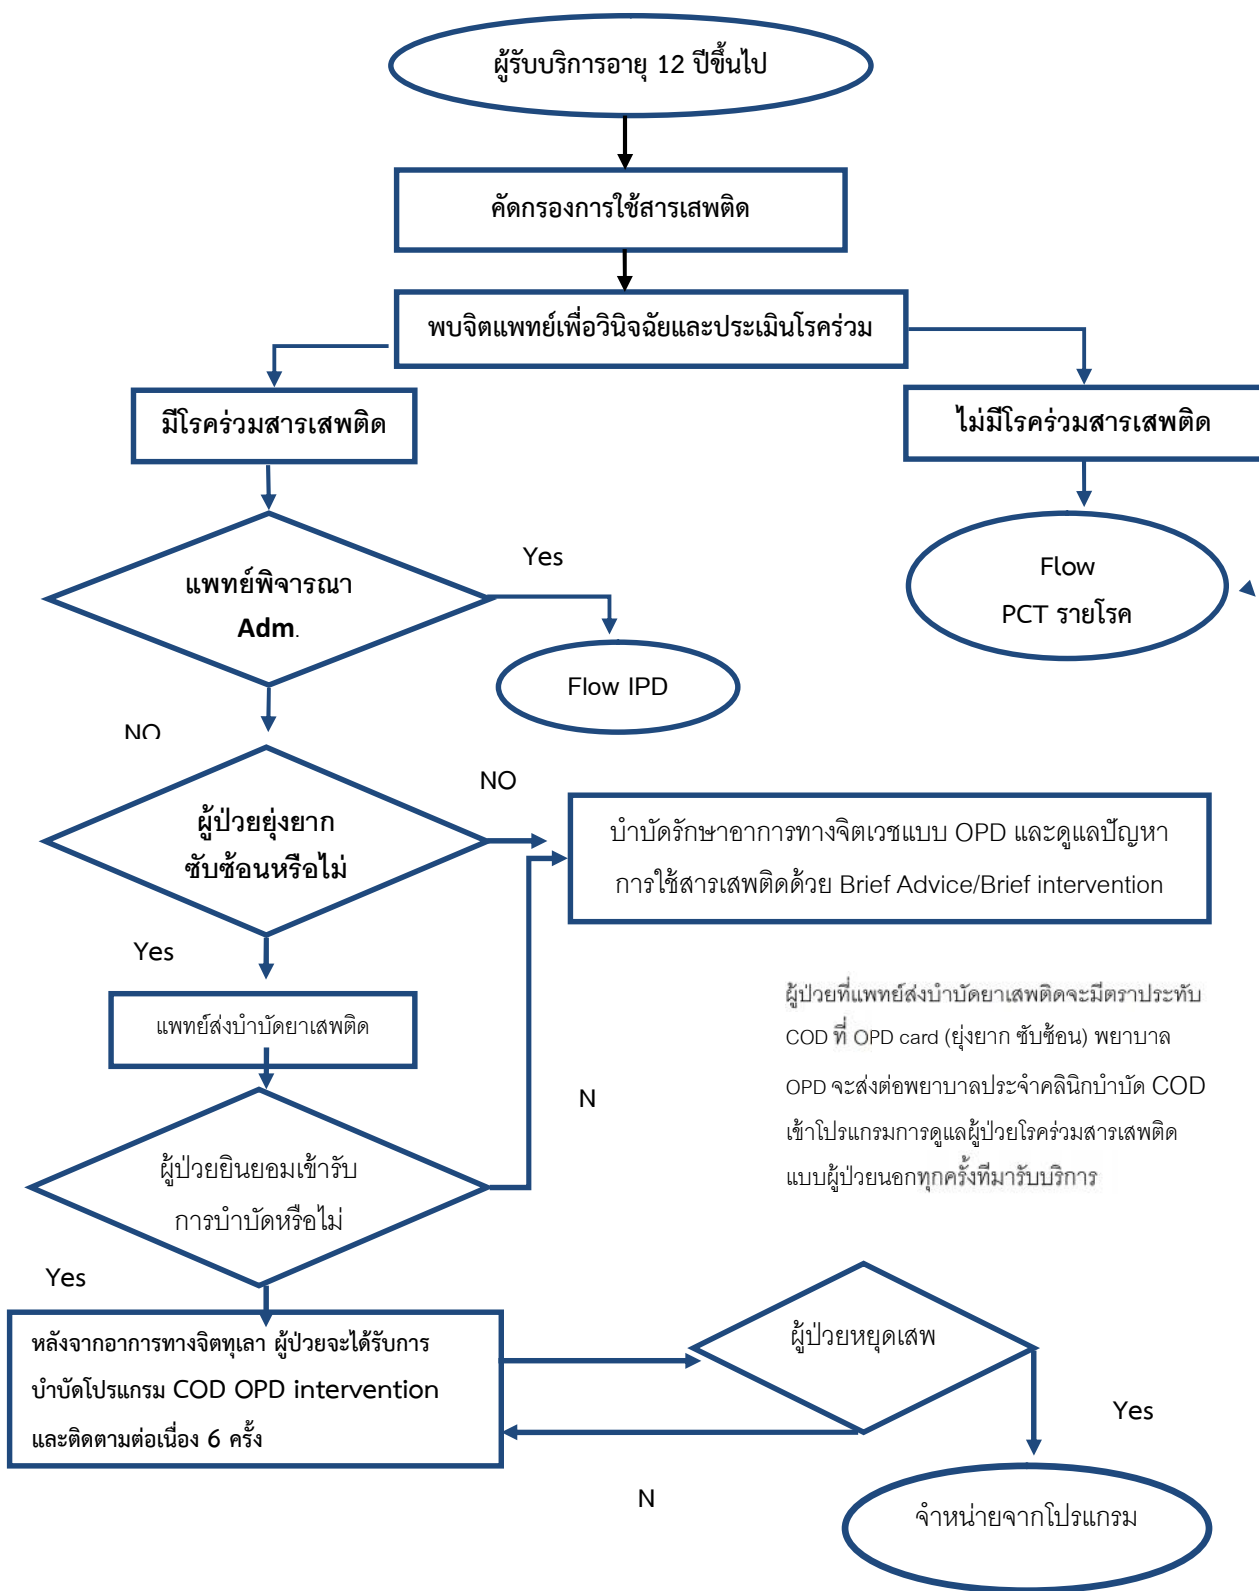 ผู้รับบริการอายุ 12 ปีขึ้นไป
คัดกรองการใช้สารเสพติด
พบจิตแพทย์เพื่อวินิจฉัยและประเมินโรคร่วม
มีโรคร่วมสารเสพติด
ไม่มีโรคร่วมสารเสพติด
แพทย์พิจารณา
Adm.
Yes
Flow
PCT รายโรค
Flow IPD
NO
ผู้ป่วยยุ่งยาก
ซับซ้อนหรือไม่
NO
บำบัดรักษาอาการทางจิตเวชแบบ OPD และดูแลปัญหา
การใช้สารเสพติดด้วย Brief Advice/Brief intervention
Yes
แพทย์ส่งบำบัดยาเสพติด
ผู้ป่วยที่แพทย์ส่งบำบัดยาเสพติดจะมีตราประทับ
COD ที่ OPD card (ยุ่งยาก ซับซ้อน) พยาบาล
OPD จะส่งต่อพยาบาลประจำคลินิกบำบัด COD
เข้าโปรแกรมการดูแลผู้ป่วยโรคร่วมสารเสพติด
แบบผู้ป่วยนอกทุกครั้งที่มารับบริการ
N
ผู้ป่วยยินยอมเข้ารับ
การบำบัดหรือไม่
Yes
หลังจากอาการทางจิตทุเลา ผู้ป่วยจะได้รับการ
บำบัดโปรแกรม COD OPD intervention
และติดตามต่อเนื่อง 6 ครั้ง
ผู้ป่วยหยุดเสพ
Yes
N
จำหน่ายจากโปรแกรม